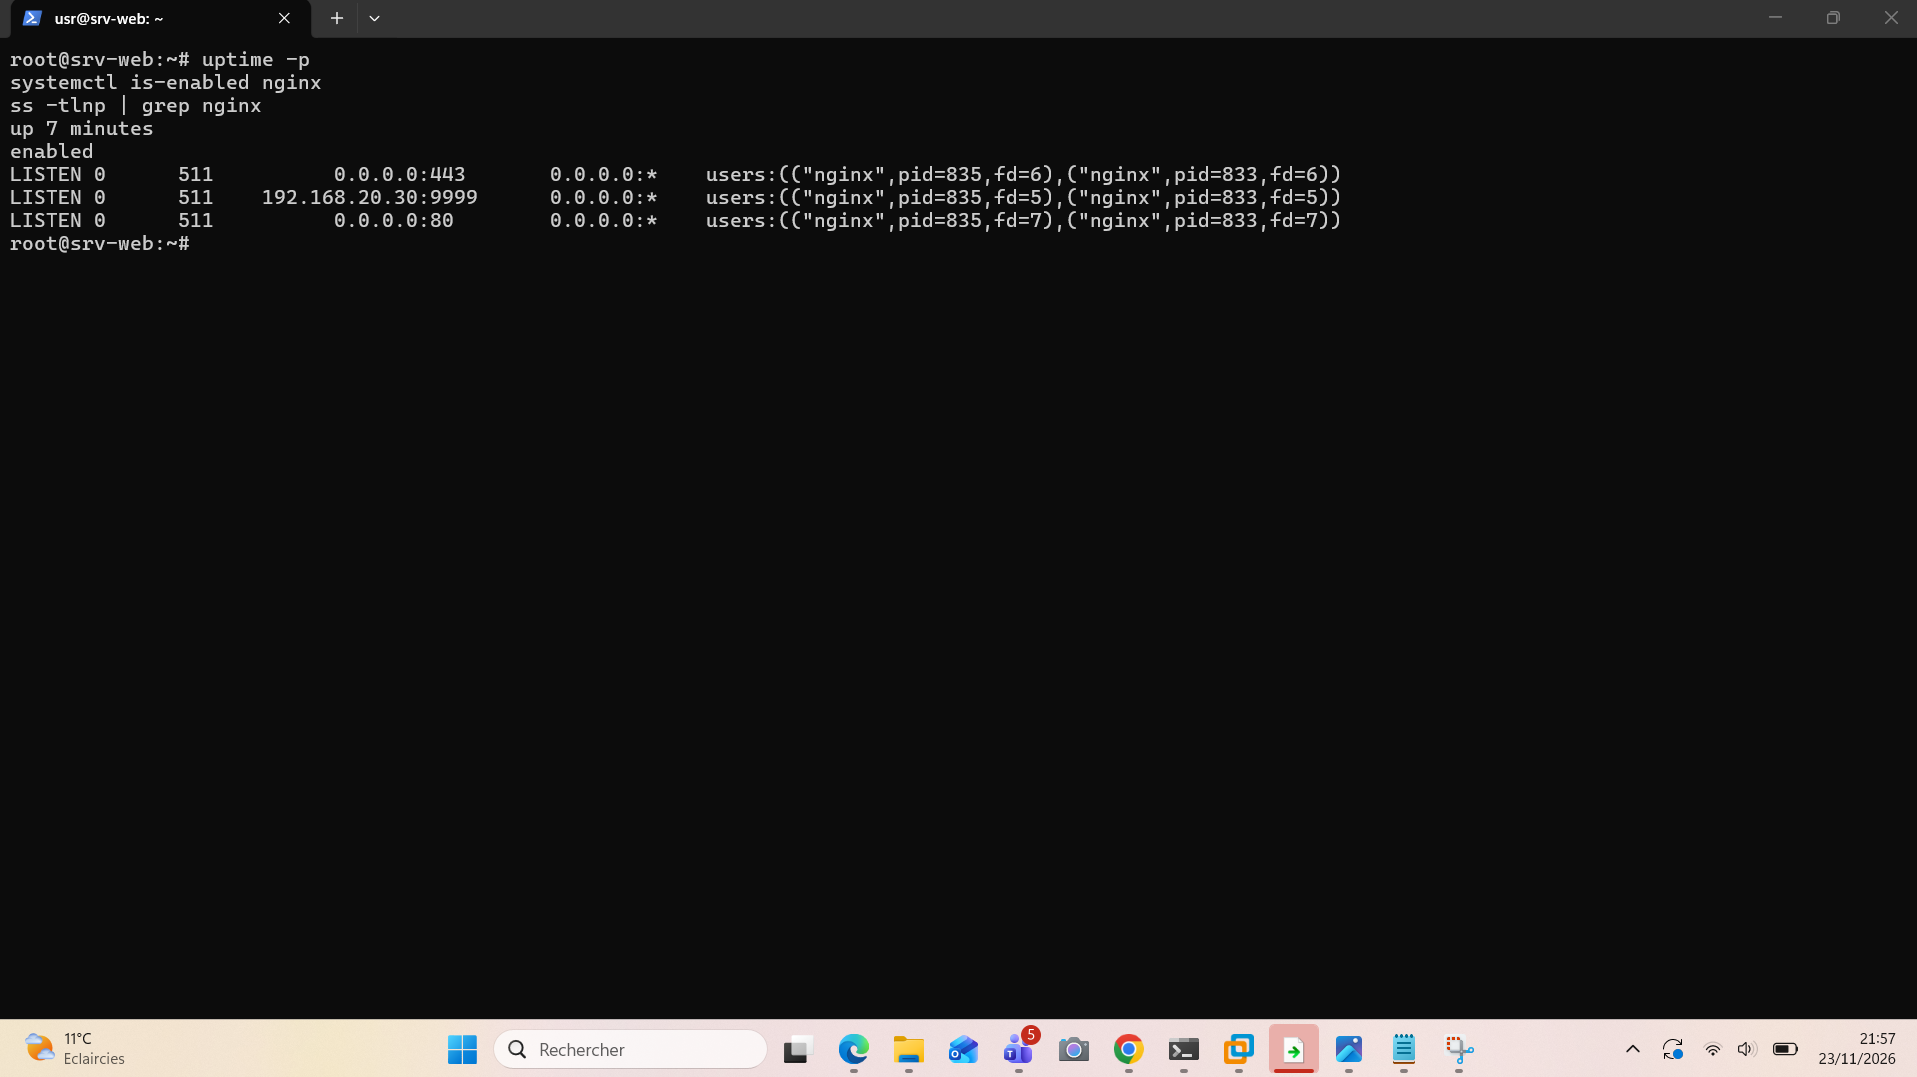 usr@srv-web: ~
root@srv-web:~# uptime -p
systemctl is-enabled nginx
ss -tlnp | grep nginx
up 7 minutes
enabled
LISTEN 0      511          0.0.0.0:443       0.0.0.0:*    users:(("nginx",pid=835,fd=6),("nginx",pid=833,fd=6))
LISTEN 0      511    192.168.20.30:9999      0.0.0.0:*    users:(("nginx",pid=835,fd=5),("nginx",pid=833,fd=5))
LISTEN 0      511          0.0.0.0:80        0.0.0.0:*    users:(("nginx",pid=835,fd=7),("nginx",pid=833,fd=7))
root@srv-web:~#
11°C
Eclaircies
Rechercher
5
21:57
23/11/2026